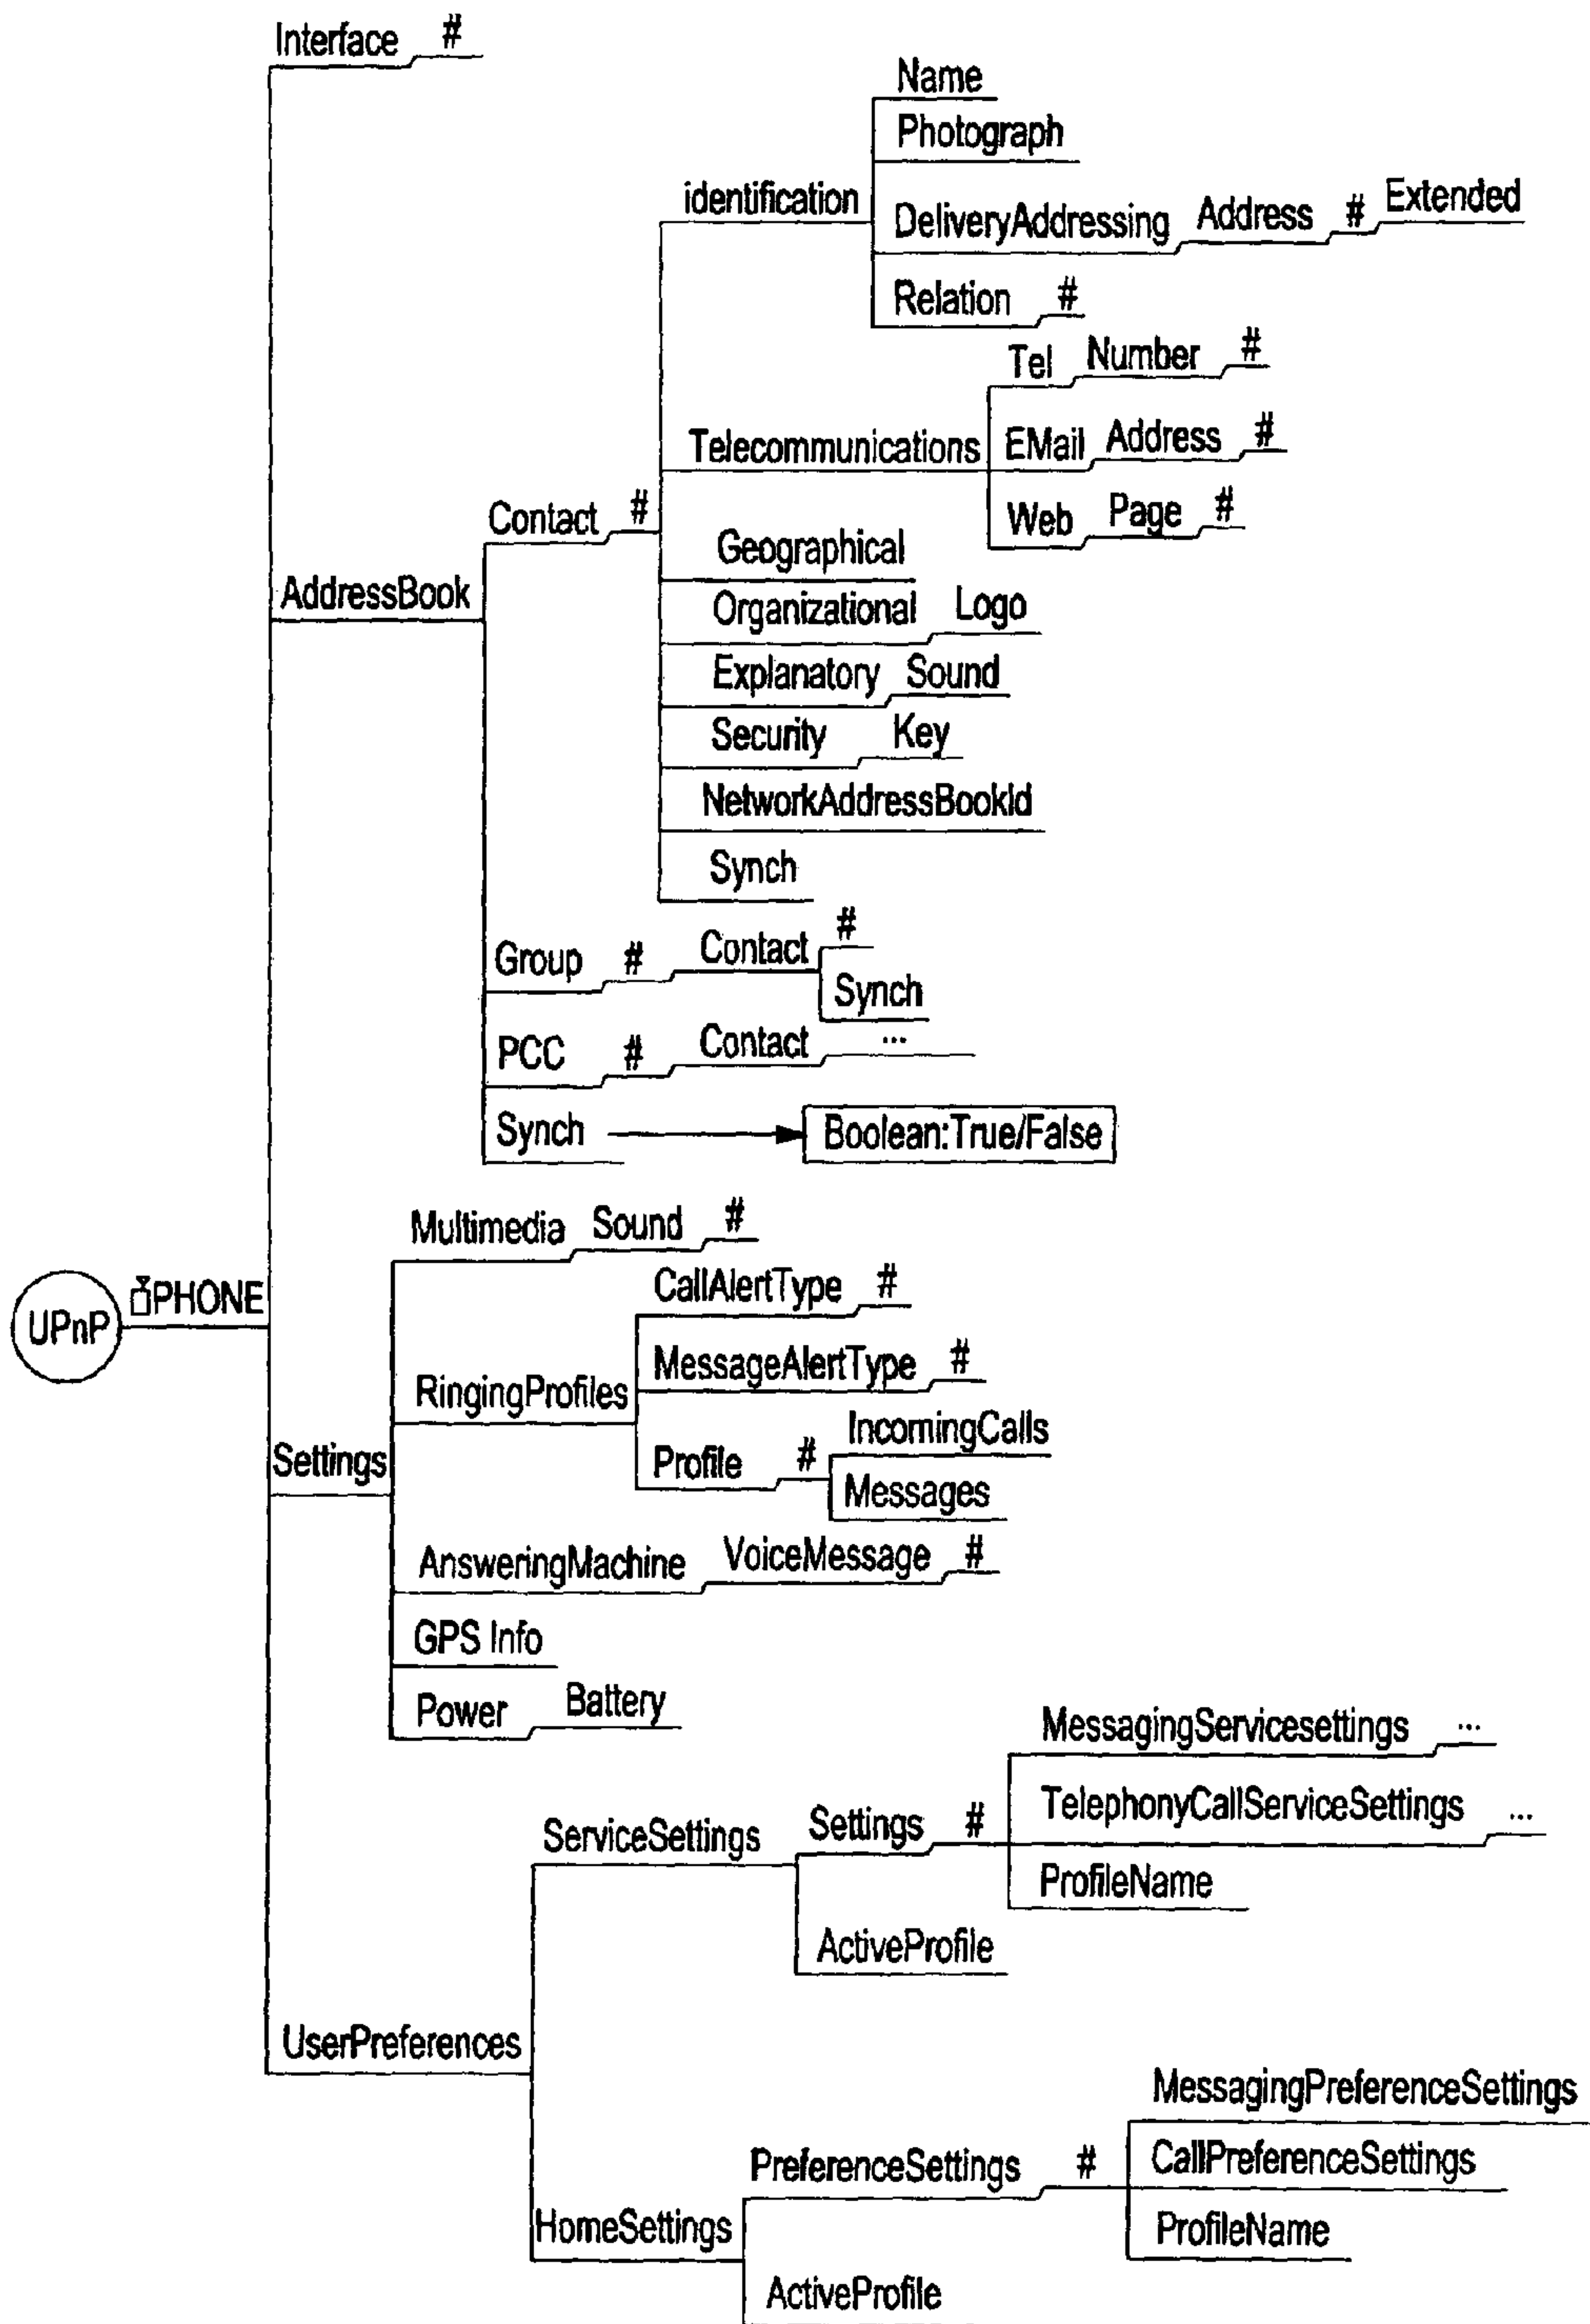 Interface #
Name
Photograph
identification
DeliveryAddressing Address # Extended
Relation #
Tel Number #
Telecommunications
EMail Address #
Web Page #
Contact #
Geographical
AddressBook
Organizational Logo
Explanatory Sound
Security Key
NetworkAddressBookId
Synch
Group # Contact #
Synch
PCC # Contact ...
Synch Boolean:True/False
Multimedia Sound #
UPnP PHONE
CallAlertType #
MessageAlertType #
RingingProfiles
IncomingCalls
Profile #
Messages
Settings
AnsweringMachine VoiceMessage #
GPS Info
Power Battery
MessagingServicesettings ...
TelephonyCallServiceSettings ...
ServiceSettings Settings #
ProfileName
ActiveProfile
UserPreferences
MessagingPreferenceSettings
PreferenceSettings # CallPreferenceSettings
ProfileName
HomeSettings
ActiveProfile